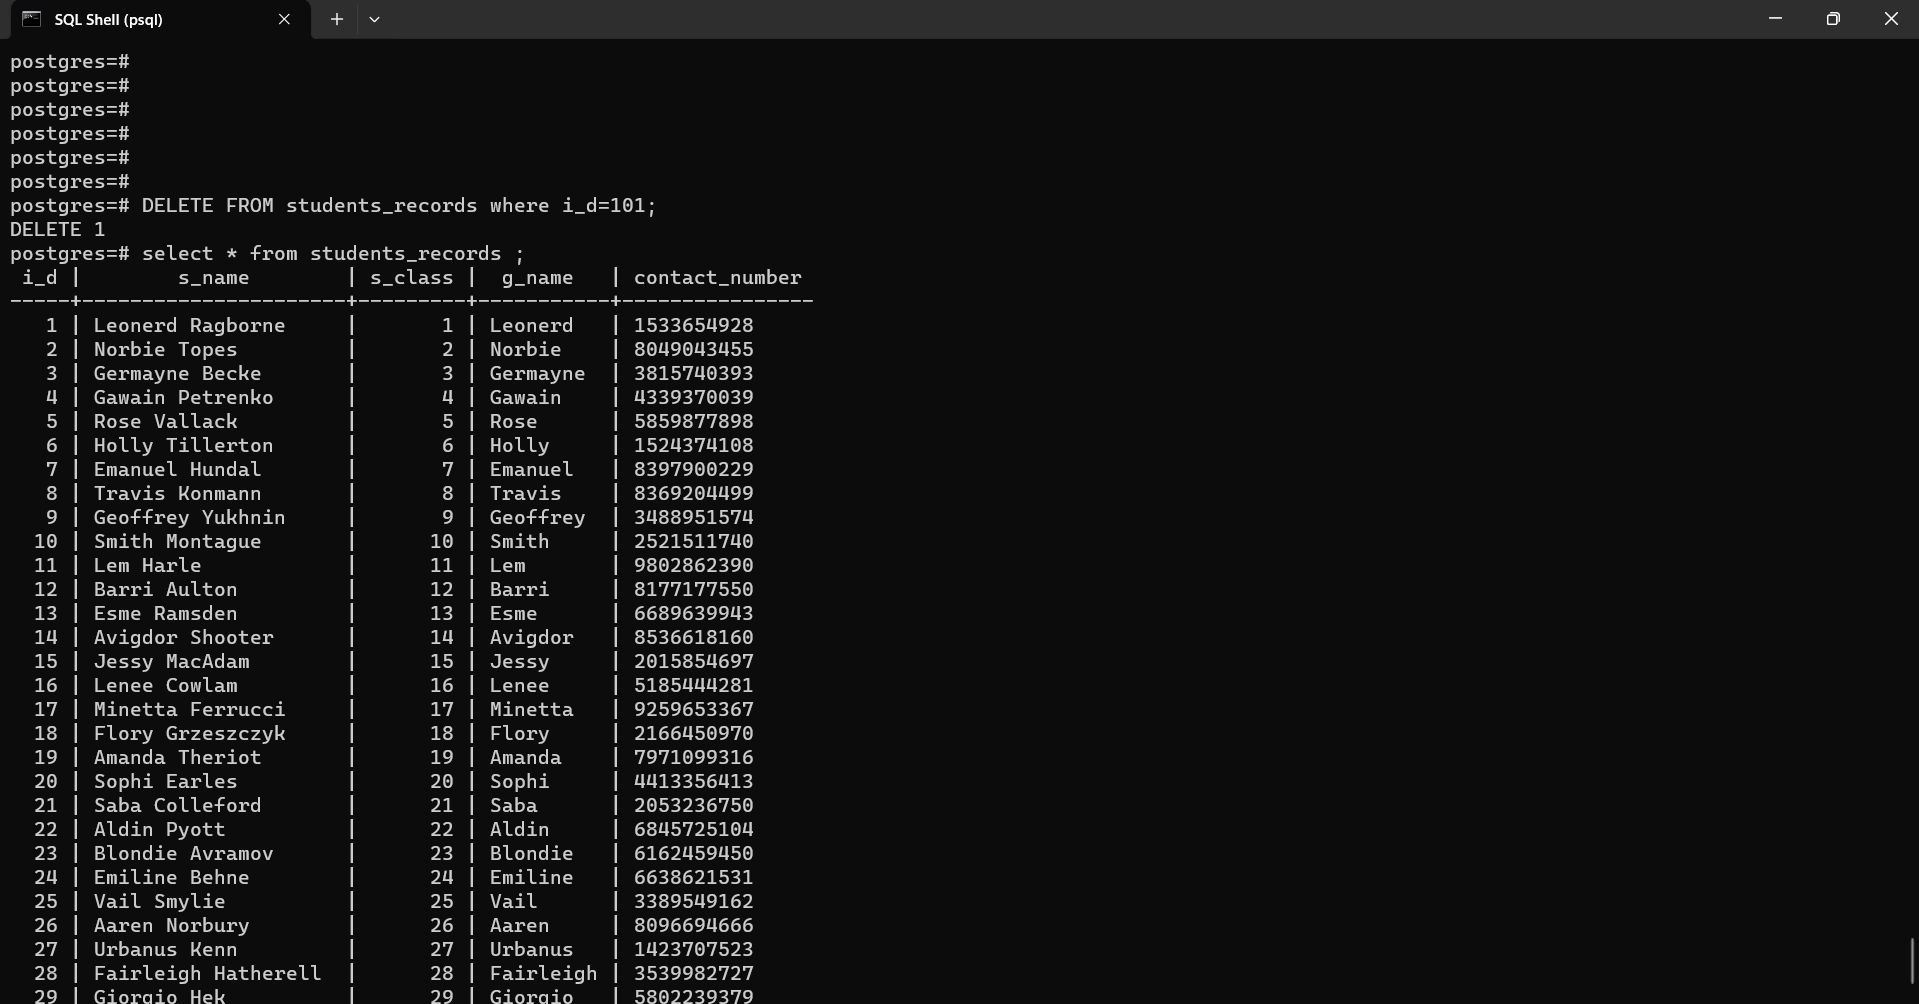 SQL Shell (psql)
postgres=#
postgres=#
postgres=#
postgres=#
postgres=#
postgres=#
postgres=# DELETE FROM students_records where i_d=101;
DELETE 1
postgres=# select * from students_records ;
 i_d |        s_name        | s_class |  g_name   | contact_number
-----+----------------------+---------+-----------+----------------
   1 | Leonerd Ragborne     |       1 | Leonerd   | 1533654928
   2 | Norbie Topes         |       2 | Norbie    | 8049043455
   3 | Germayne Becke       |       3 | Germayne  | 3815740393
   4 | Gawain Petrenko      |       4 | Gawain    | 4339370039
   5 | Rose Vallack         |       5 | Rose      | 5859877898
   6 | Holly Tillerton      |       6 | Holly     | 1524374108
   7 | Emanuel Hundal       |       7 | Emanuel   | 8397900229
   8 | Travis Konmann       |       8 | Travis    | 8369204499
   9 | Geoffrey Yukhnin     |       9 | Geoffrey  | 3488951574
  10 | Smith Montague       |      10 | Smith     | 2521511740
  11 | Lem Harle            |      11 | Lem       | 9802862390
  12 | Barri Aulton         |      12 | Barri     | 8177177550
  13 | Esme Ramsden         |      13 | Esme      | 6689639943
  14 | Avigdor Shooter      |      14 | Avigdor   | 8536618160
  15 | Jessy MacAdam        |      15 | Jessy     | 2015854697
  16 | Lenee Cowlam         |      16 | Lenee     | 5185444281
  17 | Minetta Ferrucci     |      17 | Minetta   | 9259653367
  18 | Flory Grzeszczyk     |      18 | Flory     | 2166450970
  19 | Amanda Theriot       |      19 | Amanda    | 7971099316
  20 | Sophi Earles         |      20 | Sophi     | 4413356413
  21 | Saba Colleford       |      21 | Saba      | 2053236750
  22 | Aldin Pyott          |      22 | Aldin     | 6845725104
  23 | Blondie Avramov      |      23 | Blondie   | 6162459450
  24 | Emiline Behne        |      24 | Emiline   | 6638621531
  25 | Vail Smylie          |      25 | Vail      | 3389549162
  26 | Aaren Norbury        |      26 | Aaren     | 8096694666
  27 | Urbanus Kenn         |      27 | Urbanus   | 1423707523
  28 | Fairleigh Hatherell  |      28 | Fairleigh | 3539982727
  29 | Giorgio Hek          |      29 | Giorgio   | 5802239379